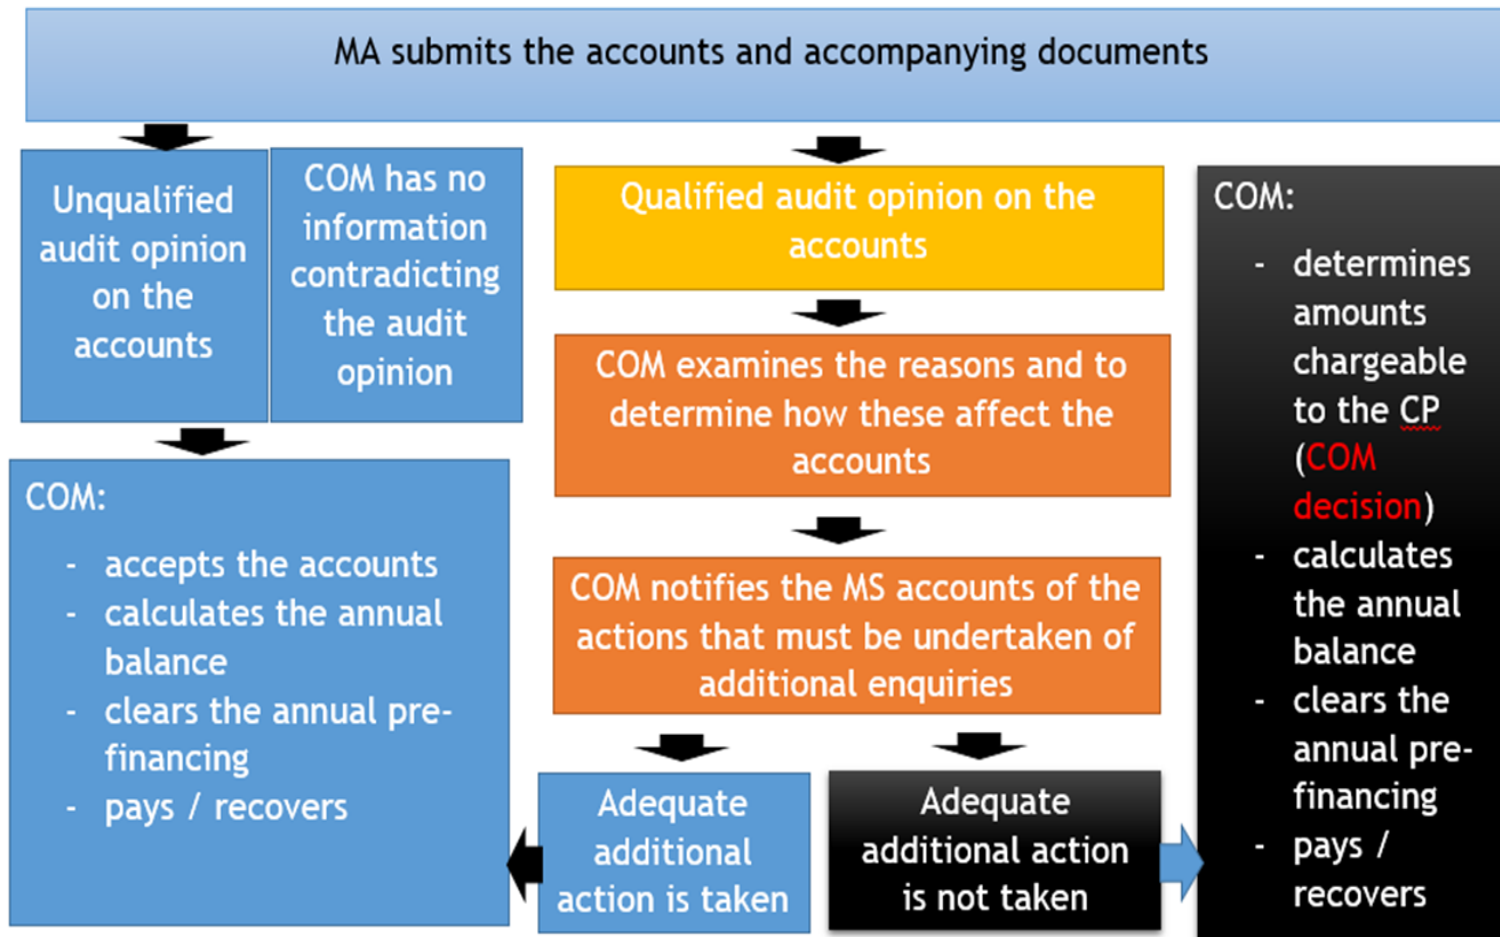 MA submits the accounts and accompanying documents
Unqualified
audit opinion
on the
accounts
COM has no
information
contradicting
the audit
opinion
COM:
- accepts the accounts
- calculates the annual
balance
- clears the annual pre-
financing
- pays / recovers
Qualified audit opinion on the
accounts
COM examines the reasons and to
determine how these affect the
accounts
COM notifies the MS accounts of the
actions that must be undertaken of
additional enquiries
Adequate
additional
action is taken
Adequate
additional action
is not taken
COM:
- determines
amounts
chargeable
to the CP
(COM
decision)
- calculates
the annual
balance
- clears the
annual pre-
financing
- pays /
recovers